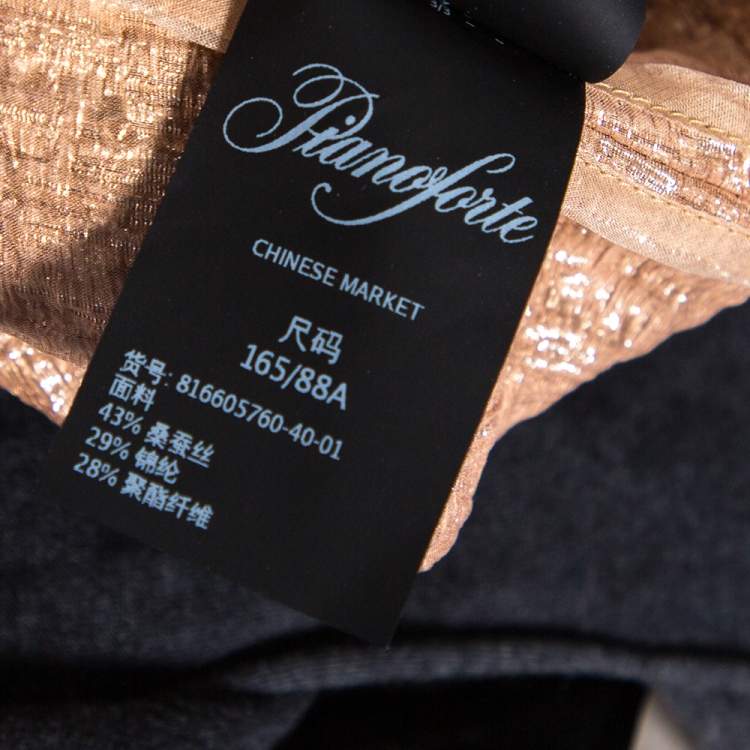 Pianoforte
CHINESE MARKET
尺码
165/88A
货号: 816605760-40-01
面料
43% 桑蚕丝
29% 锦纶
28% 聚酯纤维